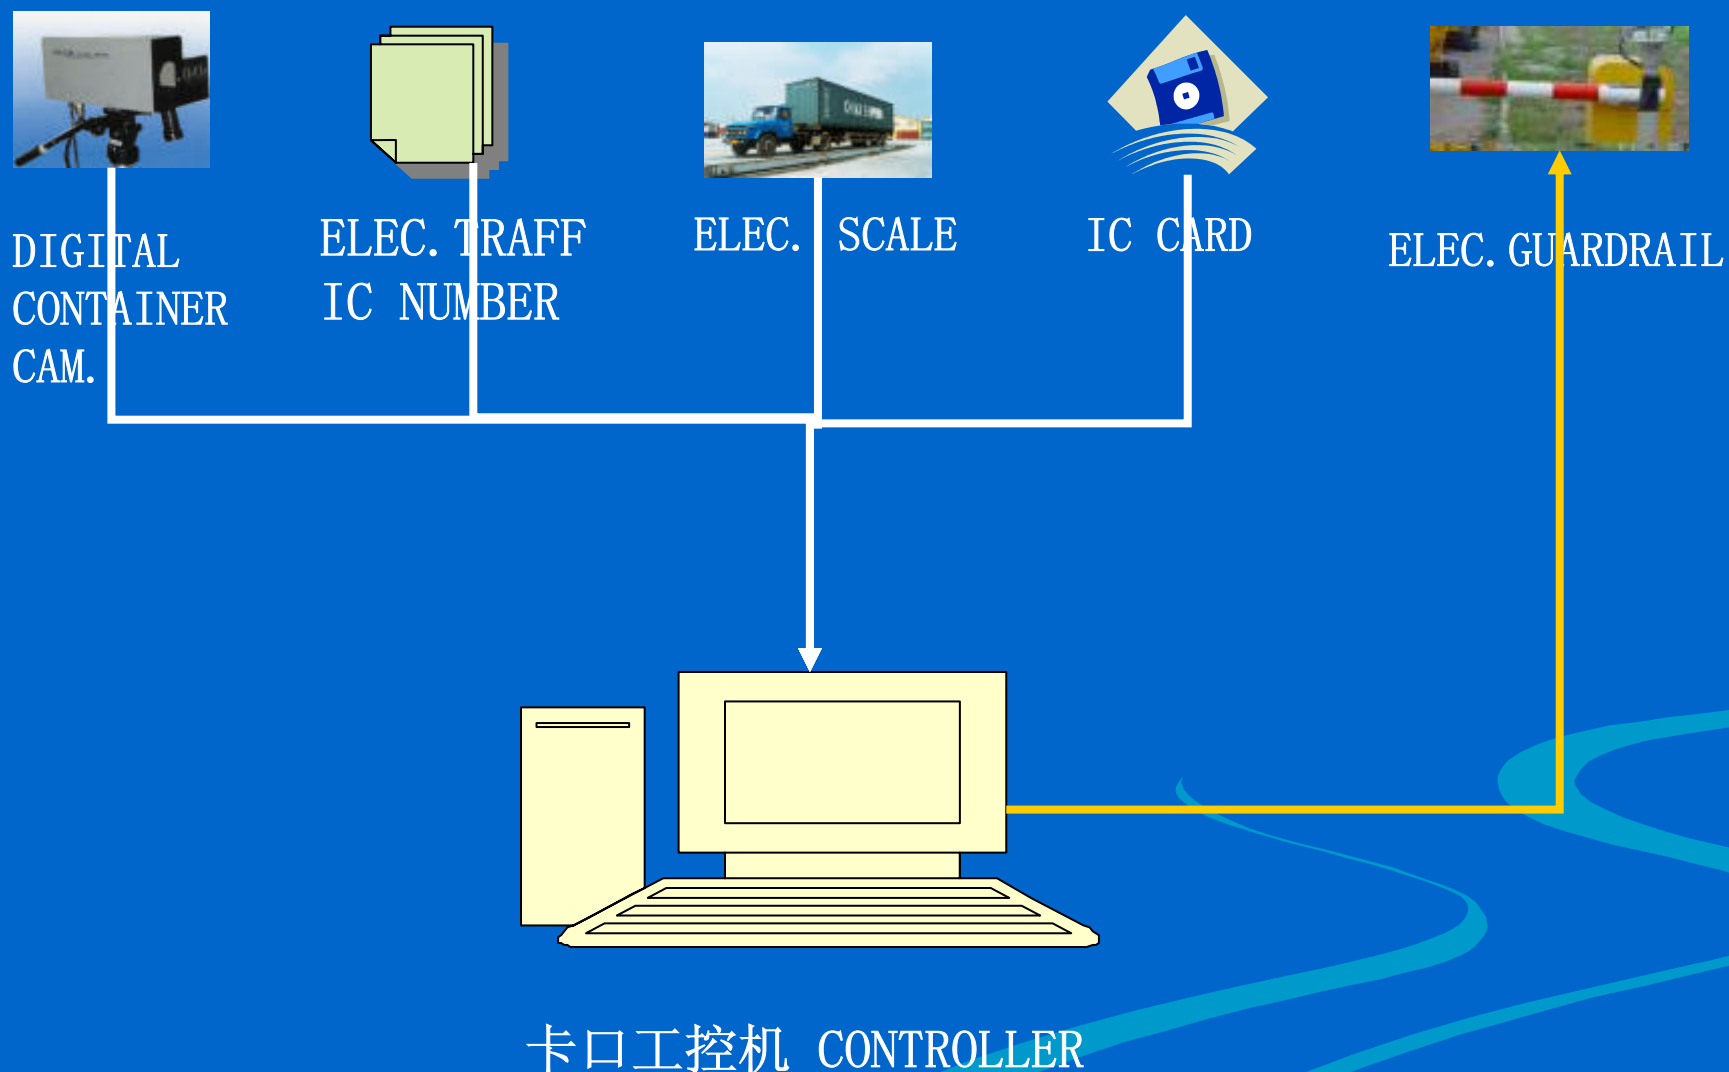 DIGITAL
CONTAINER
CAM.
ELEC.TRAFF
IC NUMBER
ELEC. SCALE
IC CARD
ELEC.GUARDRAIL
卡口工控机 CONTROLLER